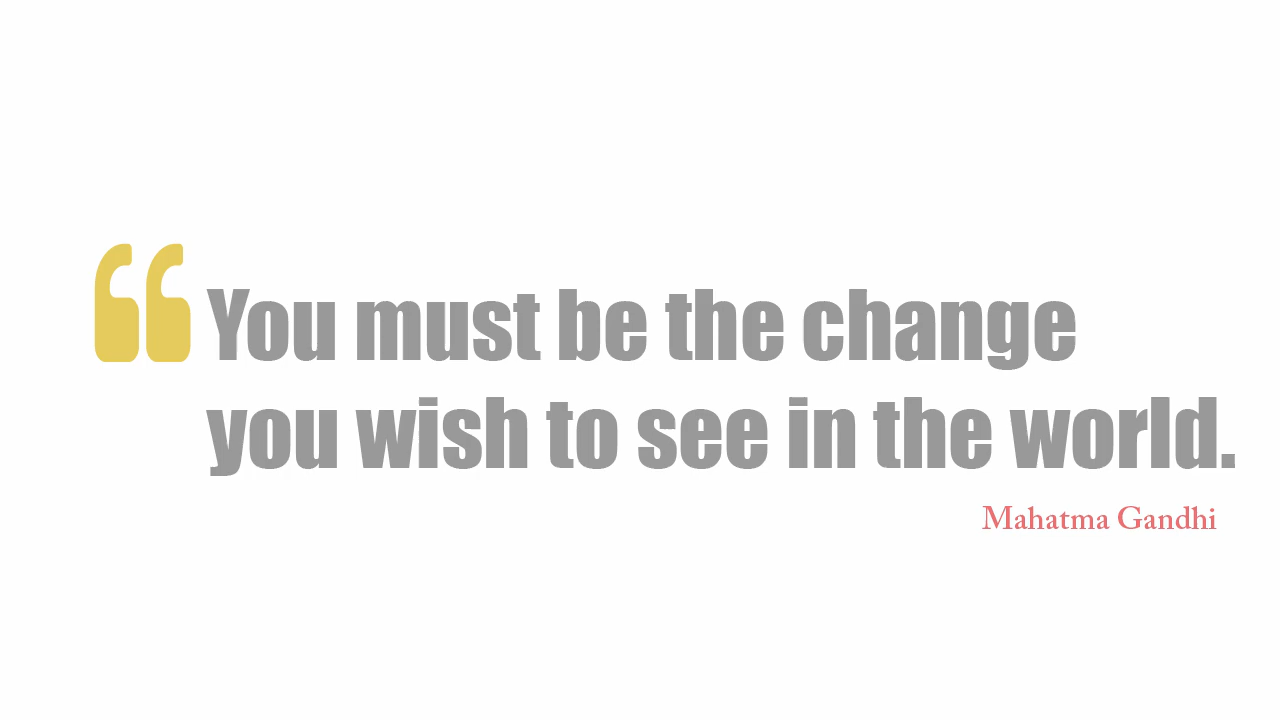 “You must be the change
you wish to see in the world.
Mahatma Gandhi